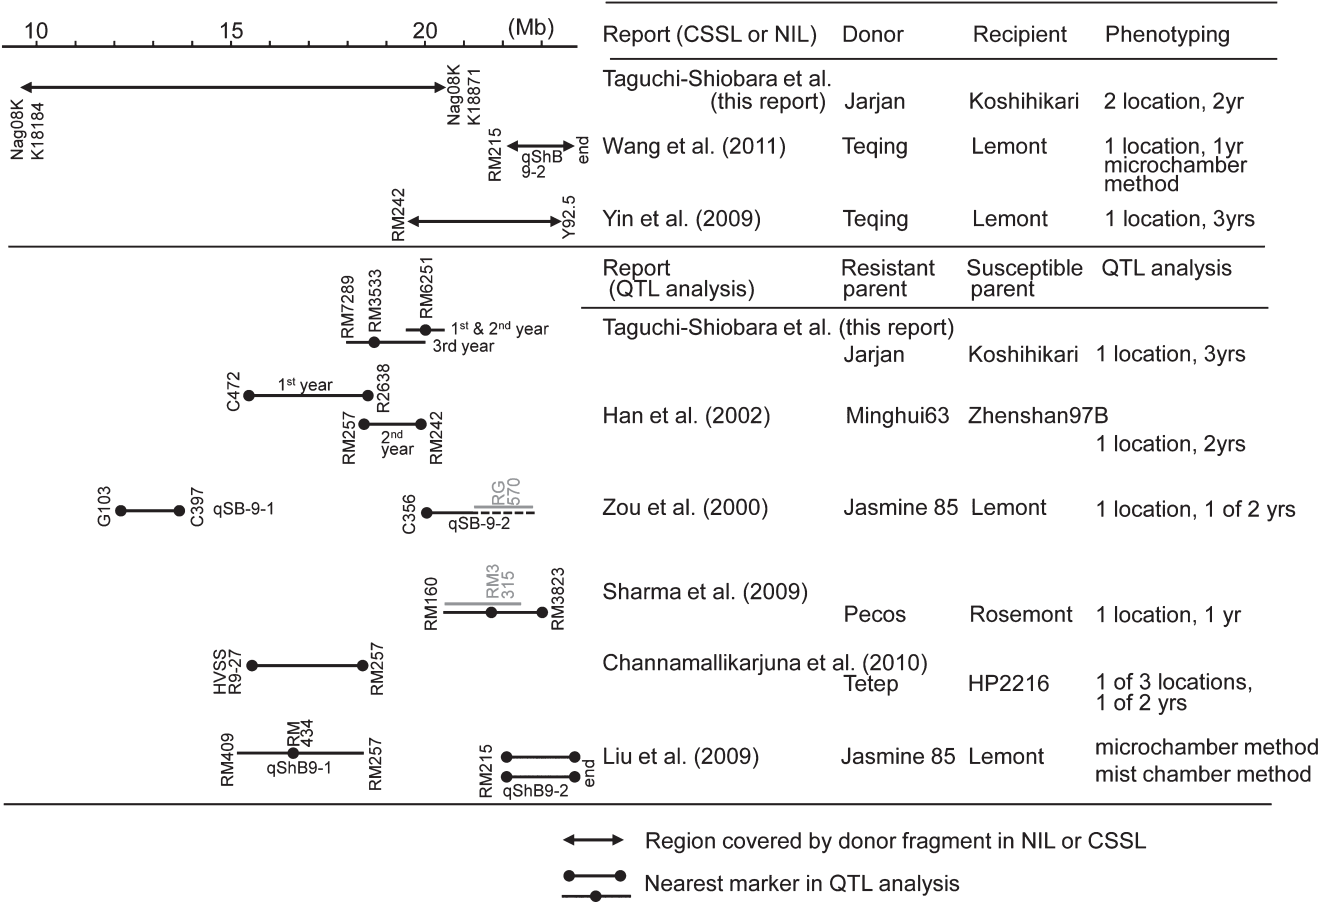 10 15 20 (Mb)
Report (CSSL or NIL) Donor Recipient Phenotyping
Nag08K
K18184
Nag08K
K18871
Taguchi-Shiobara et al.
(this report) Jarjan Koshihikari 2 location, 2yr
RM215
qShB
9-2
end
Wang et al. (2011) Teqing Lemont 1 location, 1yr
microchamber
method
RM242
Y92.5
Yin et al. (2009) Teqing Lemont 1 location, 3yrs
Report
(QTL analysis)
Resistant
parent
Susceptible
parent
QTL analysis
RM7289
RM3533
RM6251
1st & 2nd year
3rd year
Taguchi-Shiobara et al. (this report)
Jarjan Koshihikari 1 location, 3yrs
C472
1st year
R2638
RM257
2nd
year
RM242
Han et al. (2002) Minghui63 Zhenshan97B
1 location, 2yrs
G103
C397
qSB-9-1
C356
RG
570
qSB-9-2
Zou et al. (2000) Jasmine 85 Lemont 1 location, 1 of 2 yrs
RM160
RM3
315
RM3823
Sharma et al. (2009)
Pecos Rosemont 1 location, 1 yr
HVSS
R9-27
RM257
Channamallikarjuna et al. (2010)
Tetep HP2216 1 of 3 locations,
1 of 2 yrs
RM409
RM
434
qShB9-1
RM257
RM215
qShB9-2
end
Liu et al. (2009) Jasmine 85 Lemont microchamber method
mist chamber method
Region covered by donor fragment in NIL or CSSL
Nearest marker in QTL analysis